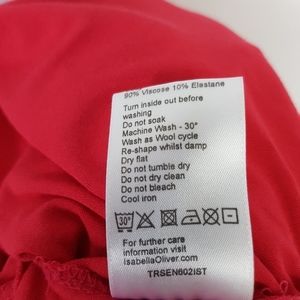 90% Viscose 10% Elastane
Turn inside out before
washing
Do not soak
Machine Wash - 30°
Wash as Wool cycle
Re-shape whilst damp
Dry flat
Do not tumble dry
Do not dry clean
Do not bleach
Cool iron
30°
For further care
information visit
IsabellaOliver.com
TRSEN602IST